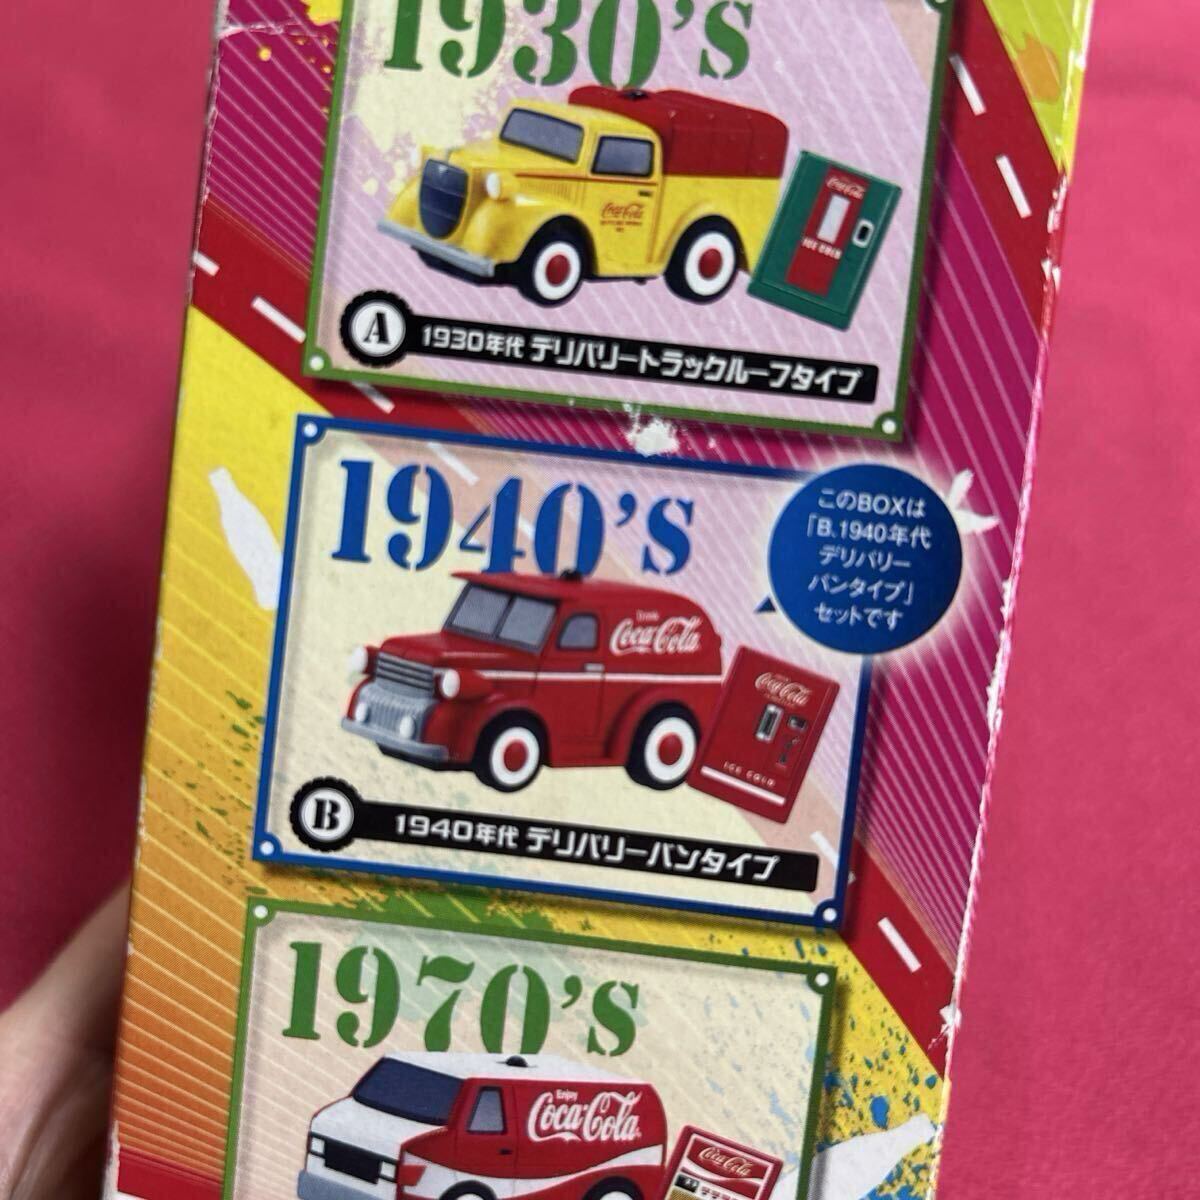 1930's
Coca-Cola
Coca-Cola
ICE COLD
A
1930年代 デリバリートラックルーフタイプ
1940's
このBOXは
「B.1940年代
デリバリー
バンタイプ」
セットです
Drink
Coca-Cola
Coca-Cola
ICE COLD
B
1940年代 デリバリーバンタイプ
1970's
Enjoy
Coca-Cola
Coca-Cola